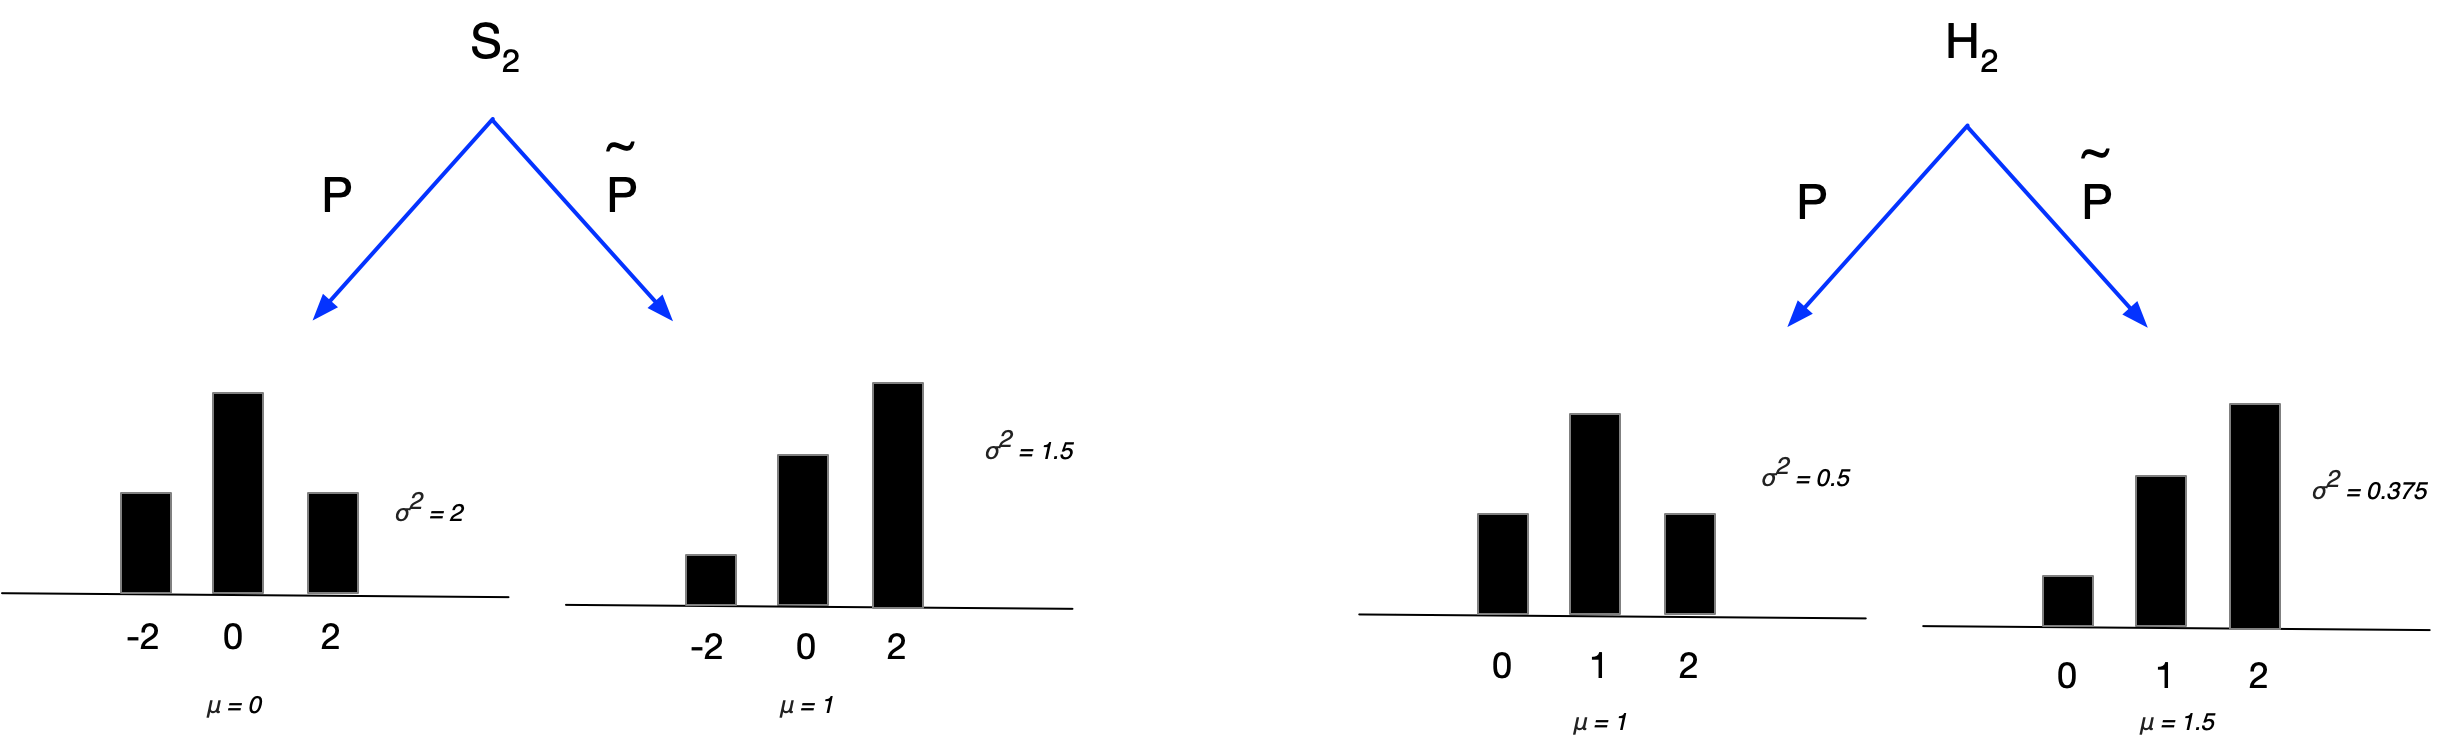 S₂
H₂
P
P̃
P
P̃
σ² = 2
σ² = 1.5
σ² = 0.5
σ² = 0.375
-2 0 2
-2 0 2
0 1 2
0 1 2
μ = 0
μ = 1
μ = 1
μ = 1.5